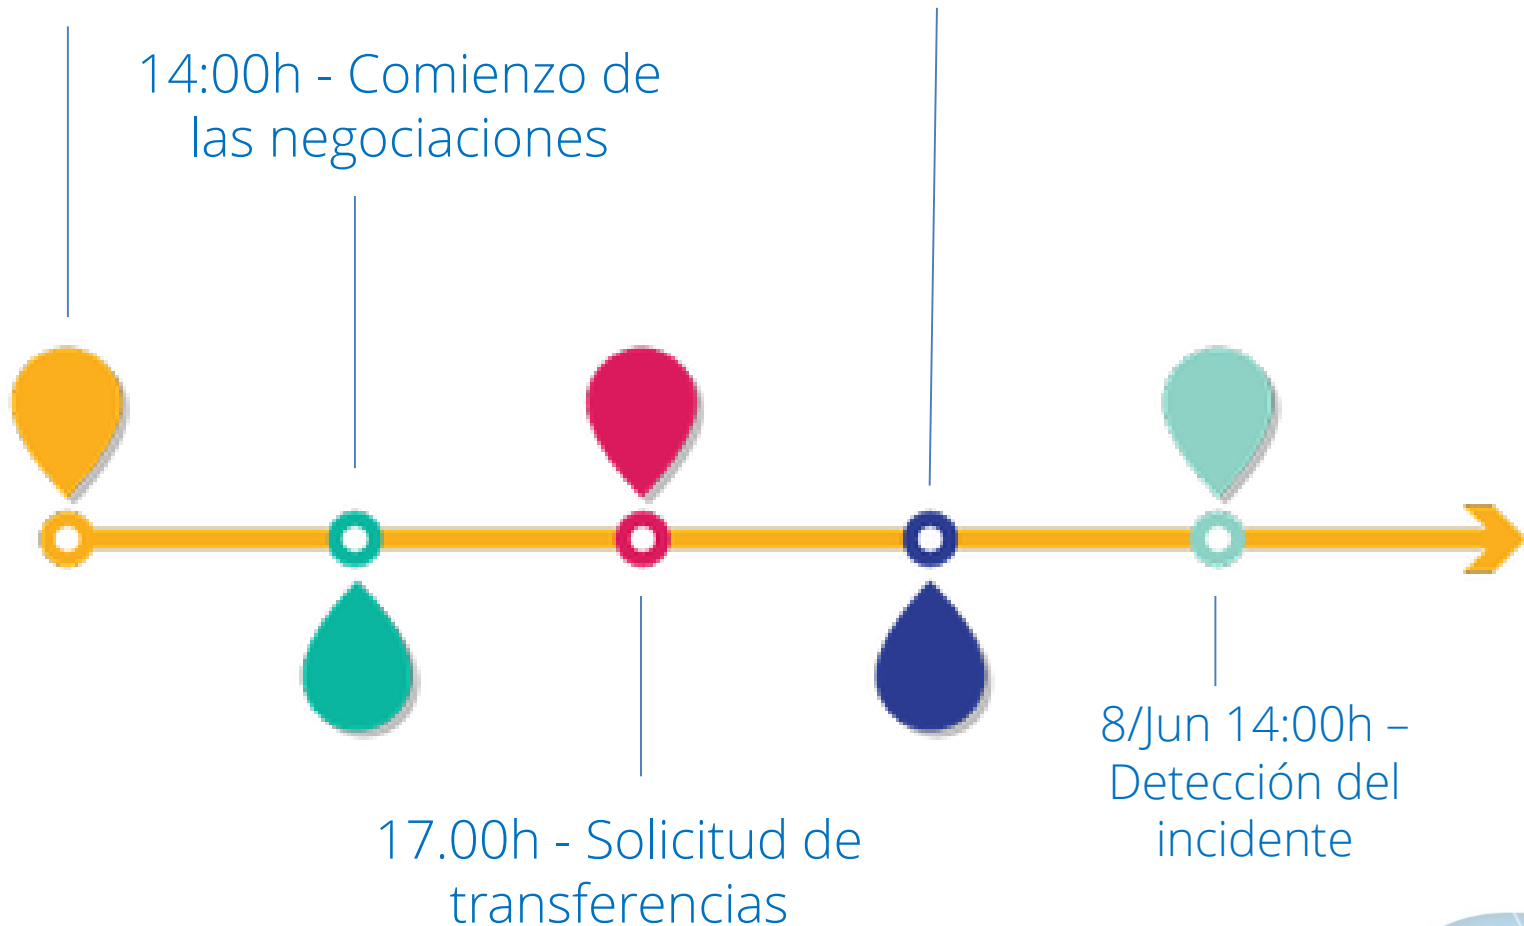 14:00h - Comienzo de
las negociaciones
17.00h - Solicitud de
transferencias
8/Jun 14:00h –
Detección del
incidente